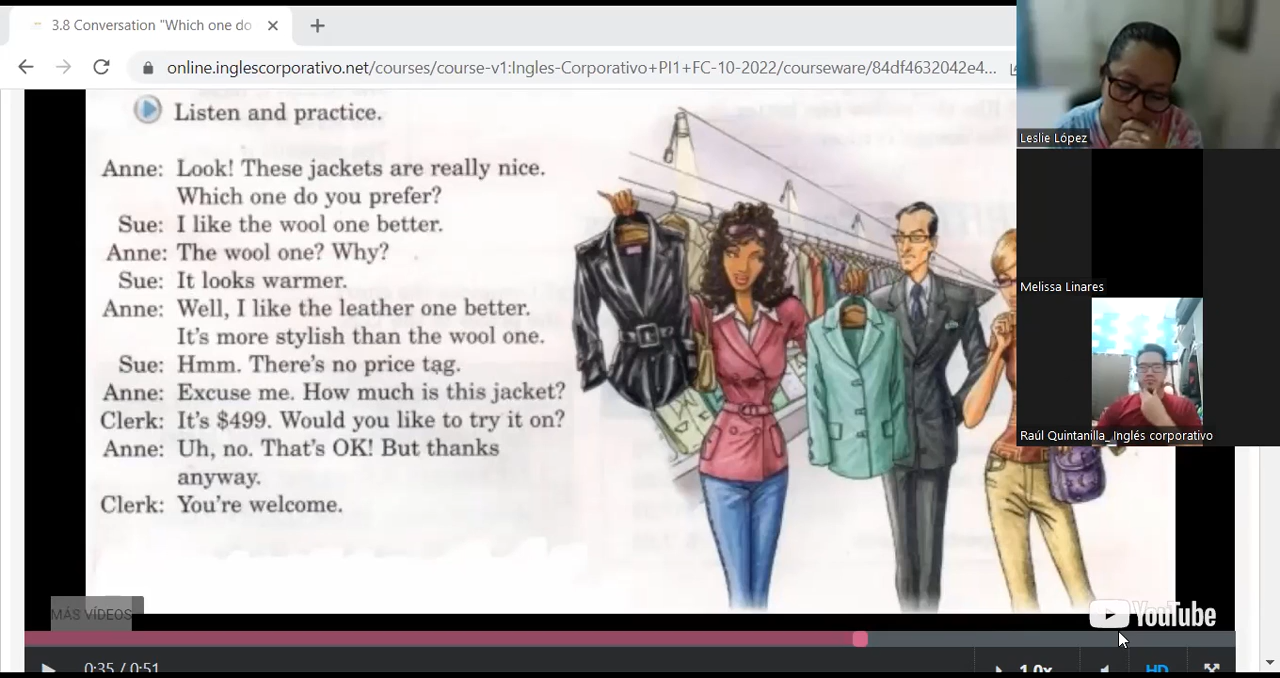 3.8 Conversation "Which one do
online.inglescorporativo.net/courses/course-v1:Ingles-Corporativo+PI1+FC-10-2022/courseware/84df4632042e4...
Listen and practice.
Anne: Look! These jackets are really nice.
Which one do you prefer?
Sue: I like the wool one better.
Anne: The wool one? Why?
Sue: It looks warmer.
Anne: Well, I like the leather one better.
It's more stylish than the wool one.
Sue: Hmm. There's no price tag.
Anne: Excuse me. How much is this jacket?
Clerk: It's $499. Would you like to try it on?
Anne: Uh, no. That's OK! But thanks
anyway.
Clerk: You're welcome.
MÁS VÍDEOS
YouTube
0:35 / 0:51
1.0x
HD
Leslie López
Melissa Linares
Raúl Quintanilla_ Inglés corporativo